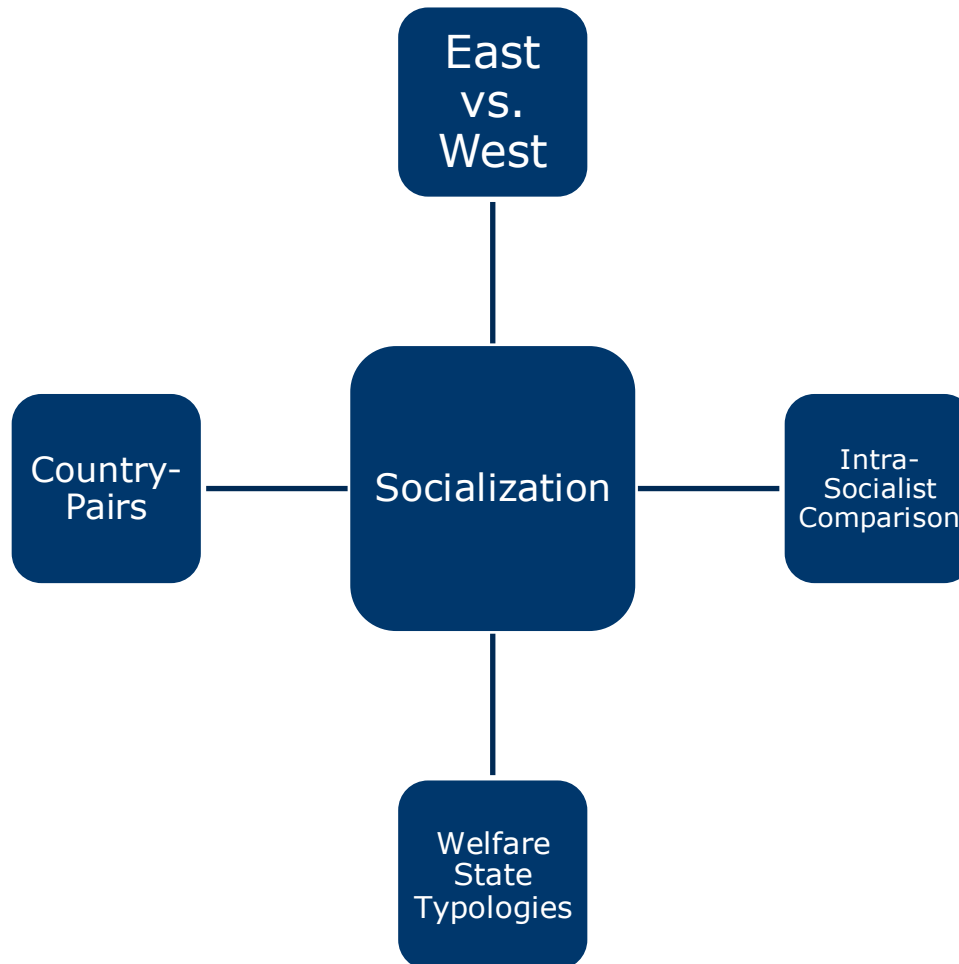 East
vs.
West
Country-
Pairs
Socialization
Intra-
Socialist
Comparison
Welfare
State
Typologies